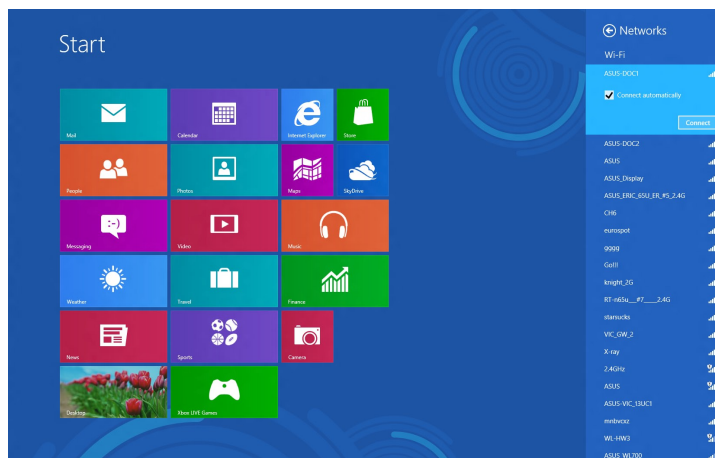 Start
Mail
Calendar
Internet Explorer
Store
People
Photos
Maps
SkyDrive
Messaging
Video
Music
Weather
Travel
Finance
News
Sports
Camera
Desktop
Xbox LIVE Games
Networks
Wi-Fi
ASUS-DOC1
Connect automatically
Connect
ASUS-DOC2
ASUS
ASUS_Display
ASUS_ERIC_65U_ER_#5_2.4G
CH6
eurospot
gggg
Go!!!
knight_2G
RT-n65u__#7____2.4G
starsucks
VIC_GW_2
X-ray
2.4GHz
ASUS
ASUS-VIC_13UC1
WL-HW3
ASUS_WL700